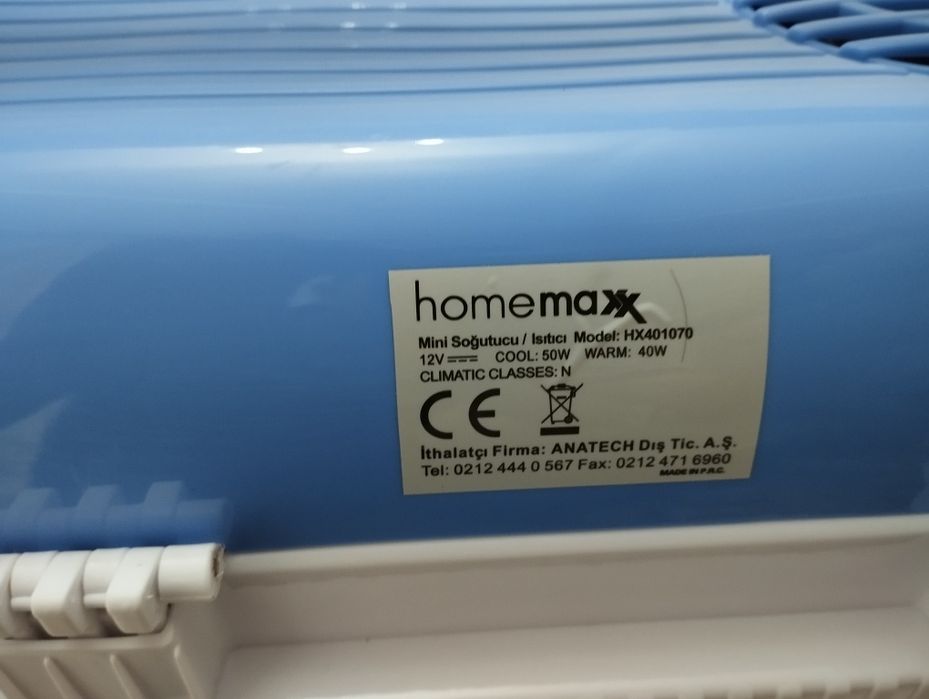 homemaxx
Mini Soğutucu / Isıtıcı Model: HX401070
12V COOL: 50W WARM: 40W
CLIMATIC CLASSES: N
CE
İthalatçı Firma: ANATECH Dış Tic. A.Ş.
Tel: 0212 444 0 567 Fax: 0212 471 6960
MADE IN P.R.C.